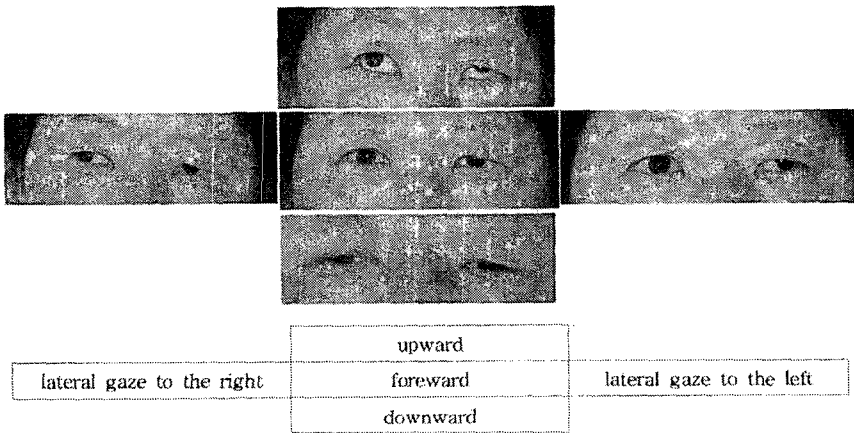 upward
lateral gaze to the right
foreward
lateral gaze to the left
downward